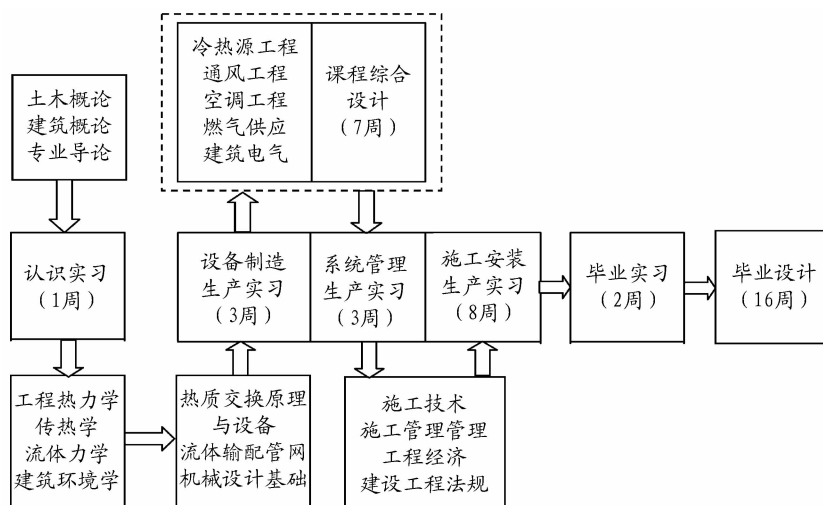 土木概论
建筑概论
专业导论
冷热源工程
通风工程
空调工程
燃气供应
建筑电气
课程综合
设计
(7周)
认识实习
(1周)
设备制造
生产实习
(3周)
系统管理
生产实习
(3周)
施工安装
生产实习
(8周)
毕业实习
(2周)
毕业设计
(16周)
工程热力学
传热学
流体力学
建筑环境学
热质交换原理
与设备
流体输配管网
机械设计基础
施工技术
施工管理管理
工程经济
建设工程法规